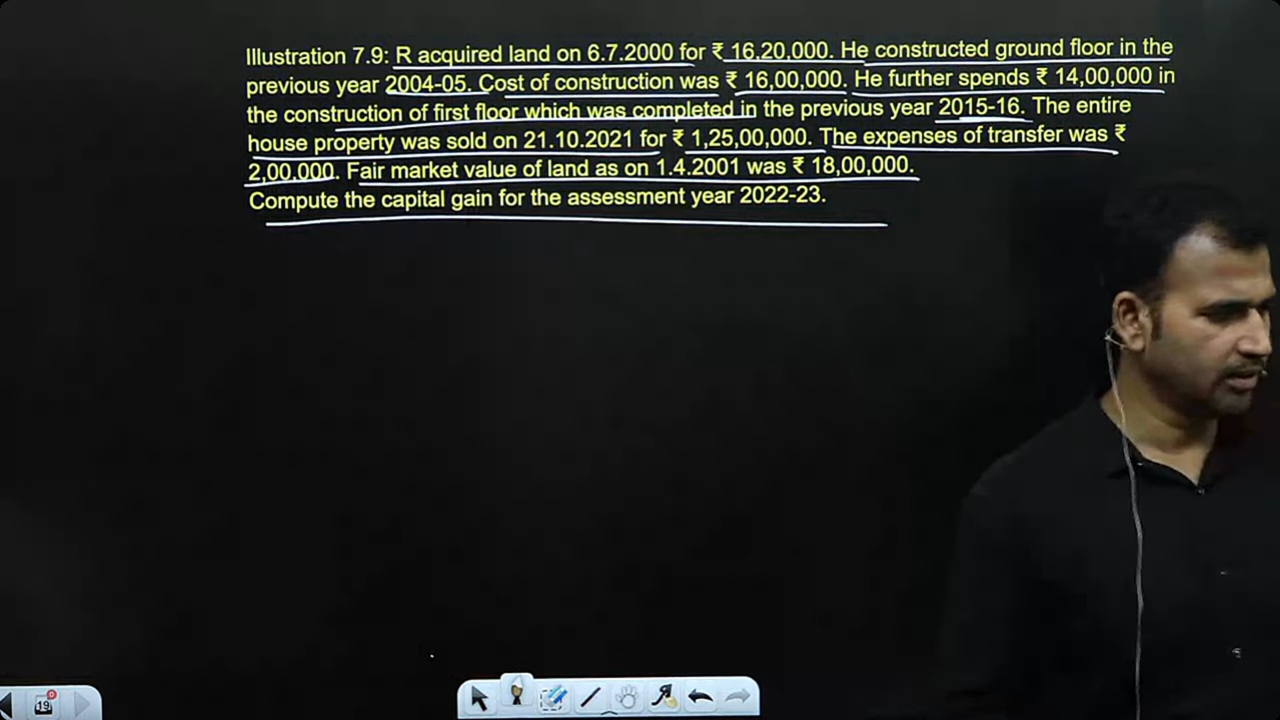 Illustration 7.9: R acquired land on 6.7.2000 for ₹ 16,20,000. He constructed ground floor in the
previous year 2004-05. Cost of construction was ₹ 16,00,000. He further spends ₹ 14,00,000 in
the construction of first floor which was completed in the previous year 2015-16. The entire
house property was sold on 21.10.2021 for ₹ 1,25,00,000. The expenses of transfer was ₹
2,00,000. Fair market value of land as on 1.4.2001 was ₹ 18,00,000.
Compute the capital gain for the assessment year 2022-23.
0
19